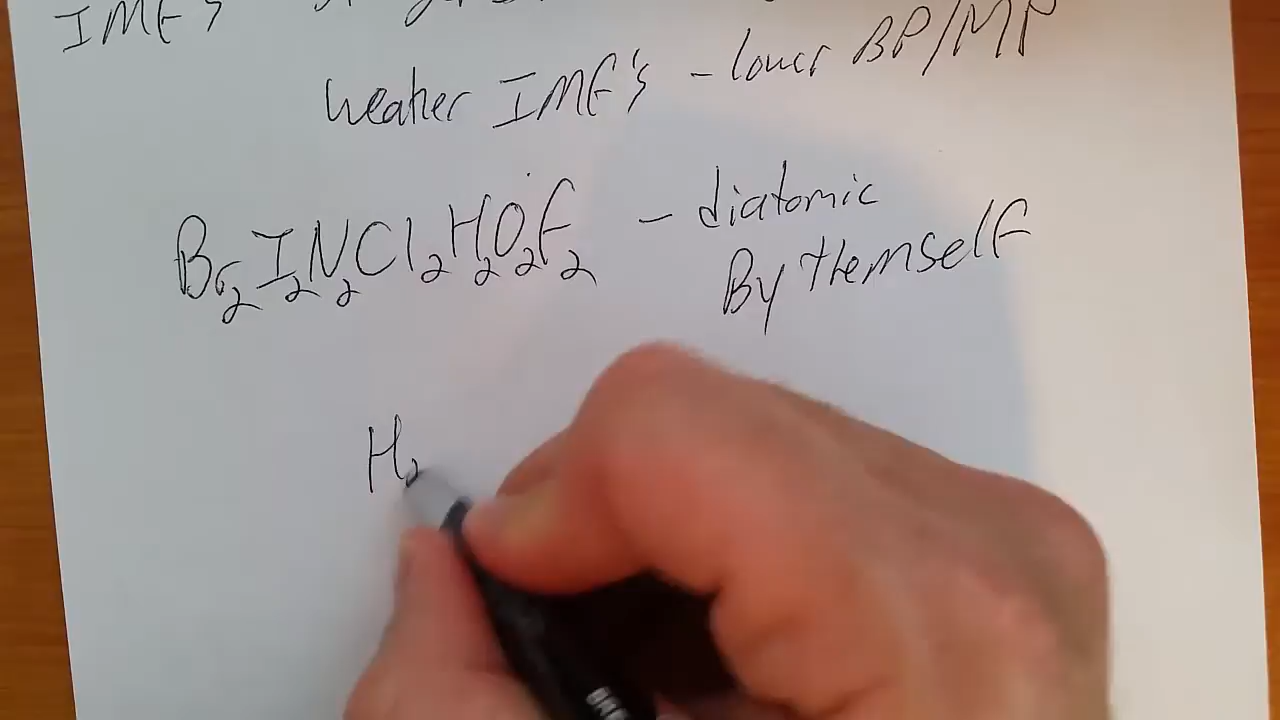 IMF's
weaker IMF's - lower BP/MP
Br₂I₂N₂Cl₂H₂O₂F₂ - diatomic
By themself
H₂